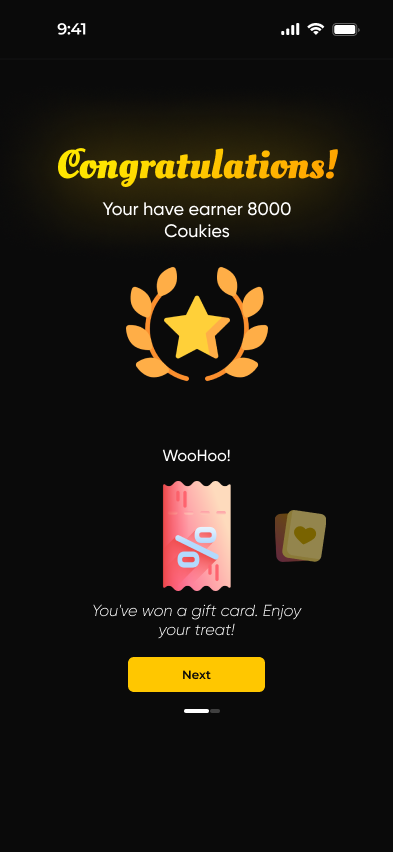 9:41
Congratulations!
Your have earner 8000
Coukies
WooHoo!
%
You've won a gift card. Enjoy
your treat!
Next